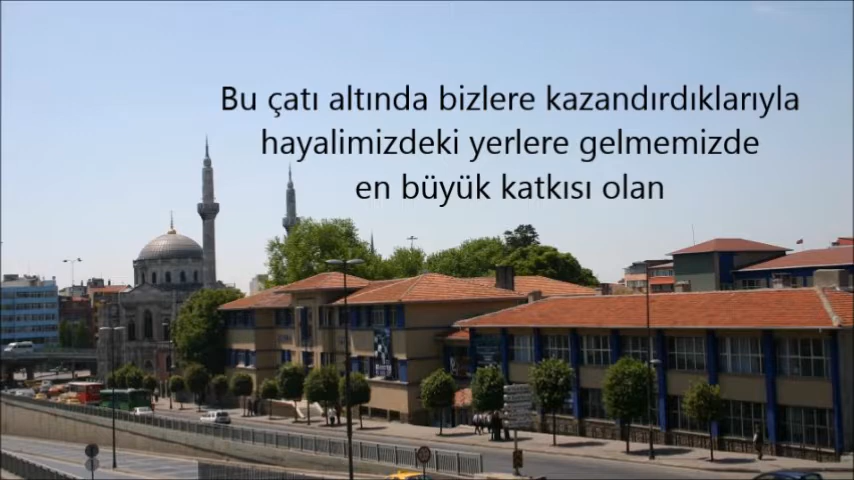 Bu çatı altında bizlere kazandırdıklarıyla
hayalimizdeki yerlere gelmemizde
en büyük katkısı olan